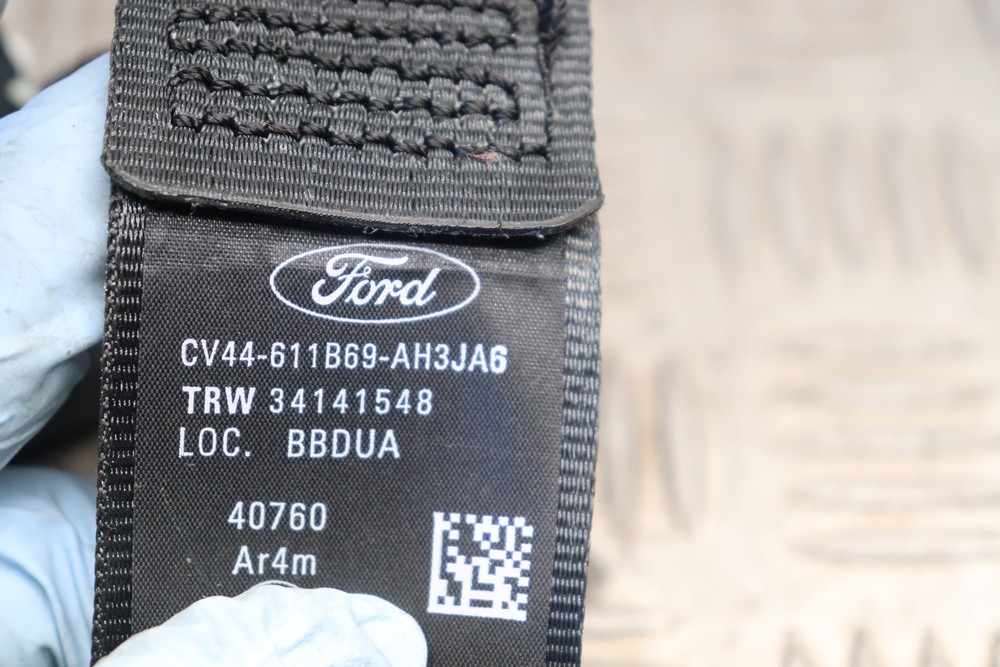 Ford
CV44-611B69-AH3JA6
TRW 34141548
LOC. BBDUA
40760
Ar4m